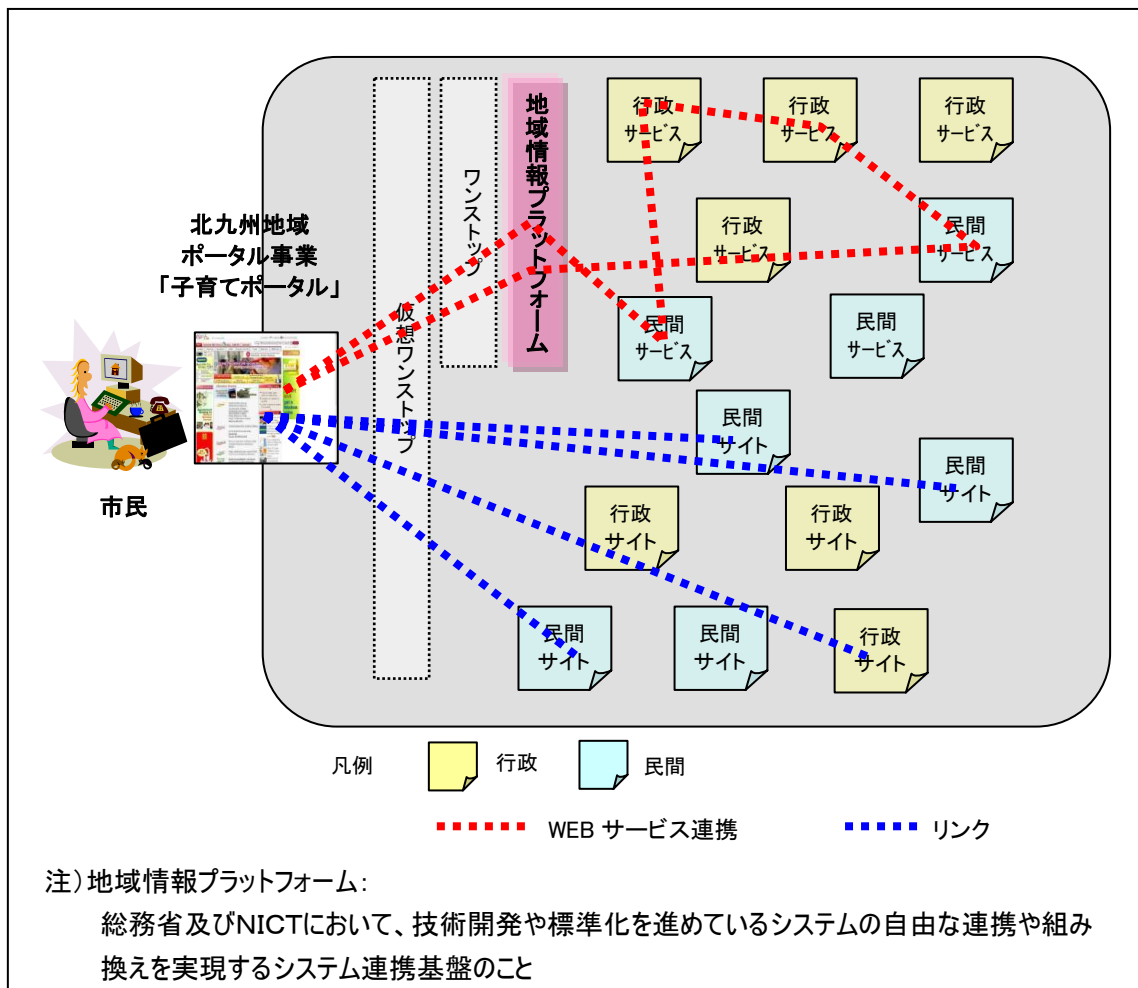 地域情報プラットフォーム
ワンストップ
仮想ワンストップ
行政
サービス
行政
サービス
行政
サービス
行政
サービス
民間
サービス
民間
サービス
民間
サービス
北九州地域
ポータル事業
「子育てポータル」
市民
民間
サイト
民間
サイト
行政
サイト
行政
サイト
民間
サイト
民間
サイト
行政
サイト
凡例
行政
民間
WEB サービス連携
リンク
注）地域情報プラットフォーム：
総務省及びNICTにおいて、技術開発や標準化を進めているシステムの自由な連携や組み
換えを実現するシステム連携基盤のこと